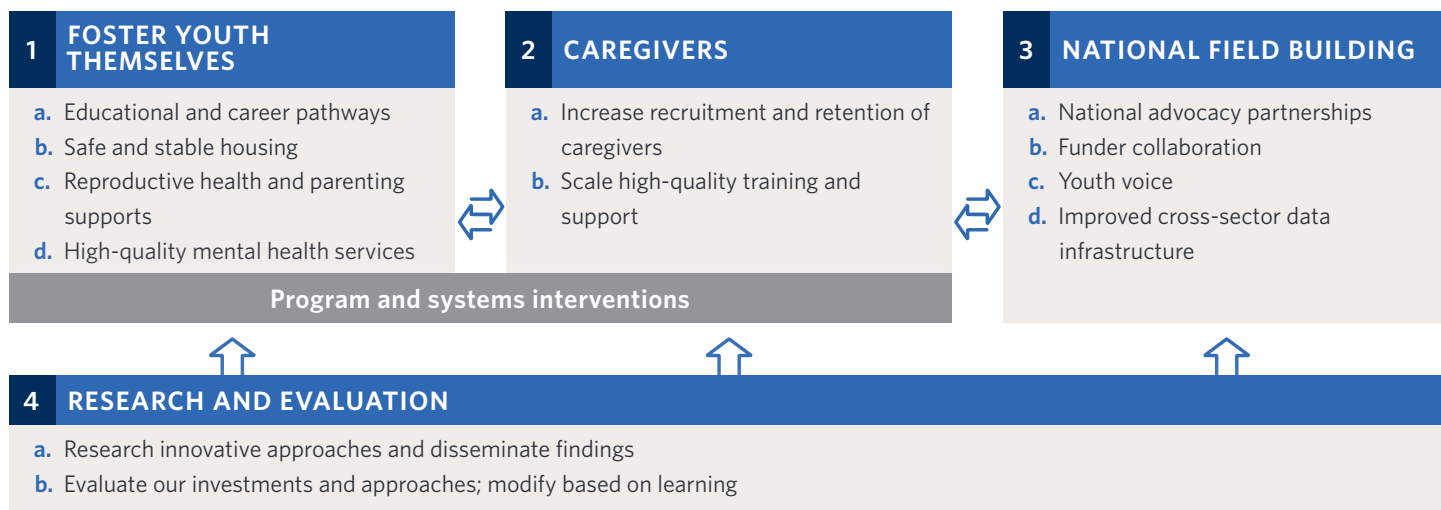 1 FOSTER YOUTH
THEMSELVES
a. Educational and career pathways
b. Safe and stable housing
c. Reproductive health and parenting
supports
d. High-quality mental health services
2 CAREGIVERS
a. Increase recruitment and retention of
caregivers
b. Scale high-quality training and
support
Program and systems interventions
3 NATIONAL FIELD BUILDING
a. National advocacy partnerships
b. Funder collaboration
c. Youth voice
d. Improved cross-sector data
infrastructure
4 RESEARCH AND EVALUATION
a. Research innovative approaches and disseminate findings
b. Evaluate our investments and approaches; modify based on learning